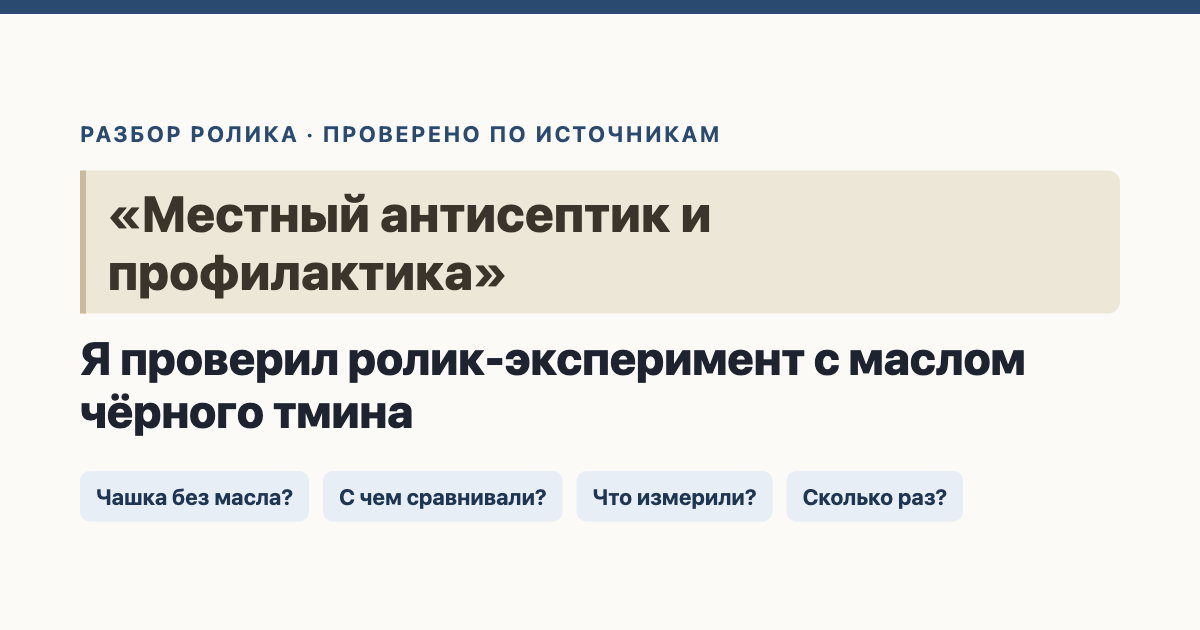 РАЗБОР РОЛИКА · ПРОВЕРЕНО ПО ИСТОЧНИКАМ
«Местный антисептик и
профилактика»
Я проверил ролик-эксперимент с маслом
чёрного тмина
Чашка без масла? С чем сравнивали? Что измерили? Сколько раз?